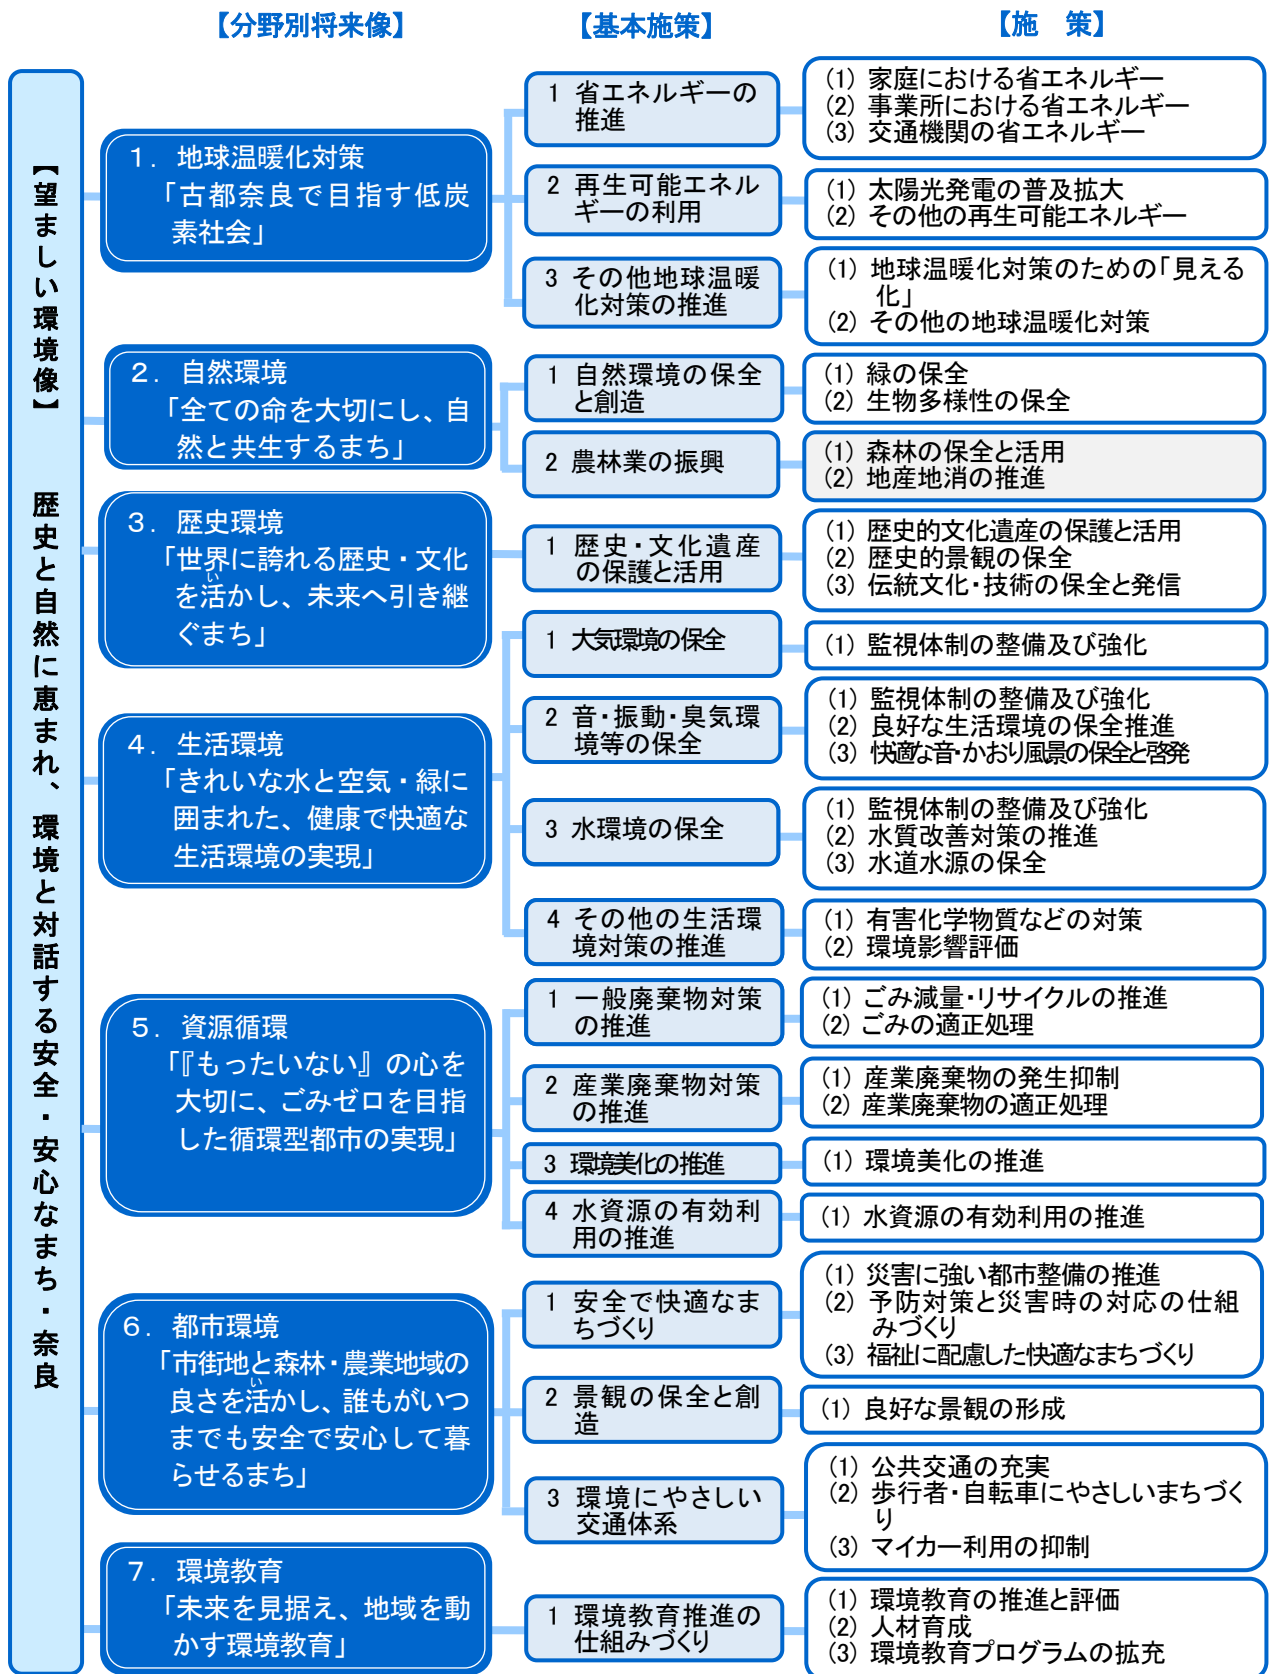 【分野別将来像】
【基本施策】
【施　策】
【望ましい環境像】　歴史と自然に恵まれ、環境と対話する安全・安心なまち・奈良
１．地球温暖化対策
「古都奈良で目指す低炭
素社会」
1 省エネルギーの
推進
(1) 家庭における省エネルギー
(2) 事業所における省エネルギー
(3) 交通機関の省エネルギー
2 再生可能エネル
ギーの利用
(1) 太陽光発電の普及拡大
(2) その他の再生可能エネルギー
3 その他地球温暖
化対策の推進
(1) 地球温暖化対策のための「見える
化」
(2) その他の地球温暖化対策
２．自然環境
「全ての命を大切にし、自
然と共生するまち」
1 自然環境の保全
と創造
(1) 緑の保全
(2) 生物多様性の保全
2 農林業の振興
(1) 森林の保全と活用
(2) 地産地消の推進
３．歴史環境
「世界に誇れる歴史・文化
い
を活かし、未来へ引き継
ぐまち」
1 歴史・文化遺産
の保護と活用
(1) 歴史的文化遺産の保護と活用
(2) 歴史的景観の保全
(3) 伝統文化・技術の保全と発信
４．生活環境
「きれいな水と空気・緑に
囲まれた、健康で快適な
生活環境の実現」
1 大気環境の保全
(1) 監視体制の整備及び強化
2 音・振動・臭気環
境等の保全
(1) 監視体制の整備及び強化
(2) 良好な生活環境の保全推進
(3) 快適な音・かおり風景の保全と啓発
3 水環境の保全
(1) 監視体制の整備及び強化
(2) 水質改善対策の推進
(3) 水道水源の保全
4 その他の生活環
境対策の推進
(1) 有害化学物質などの対策
(2) 環境影響評価
５．資源循環
「『もったいない』の心を
大切に、ごみゼロを目指
した循環型都市の実現」
1 一般廃棄物対策
の推進
(1) ごみ減量・リサイクルの推進
(2) ごみの適正処理
2 産業廃棄物対策
の推進
(1) 産業廃棄物の発生抑制
(2) 産業廃棄物の適正処理
3 環境美化の推進
(1) 環境美化の推進
4 水資源の有効利
用の推進
(1) 水資源の有効利用の推進
６．都市環境
「市街地と森林・農業地域の
い
良さを活かし、誰もがいつ
までも安全で安心して暮
らせるまち」
1 安全で快適なま
ちづくり
(1) 災害に強い都市整備の推進
(2) 予防対策と災害時の対応の仕組
みづくり
(3) 福祉に配慮した快適なまちづくり
2 景観の保全と創
造
(1) 良好な景観の形成
3 環境にやさしい
交通体系
(1) 公共交通の充実
(2) 歩行者・自転車にやさしいまちづく
り
(3) マイカー利用の抑制
７．環境教育
「未来を見据え、地域を動
かす環境教育」
1 環境教育推進の
仕組みづくり
(1) 環境教育の推進と評価
(2) 人材育成
(3) 環境教育プログラムの拡充